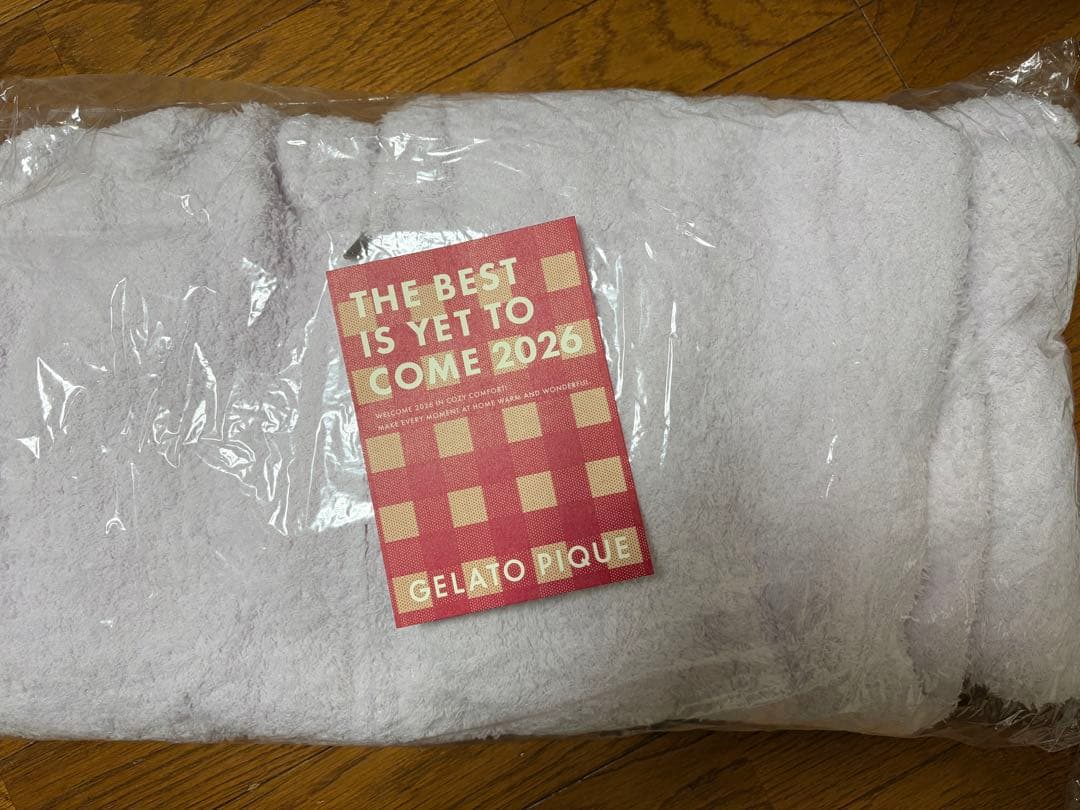 THE BEST
IS YET TO
COME 2026
WELCOME 2026 IN COZY COMFORT!
MAKE EVERY MOMENT AT HOME WARM AND WONDERFUL.
GELATO PIQUE